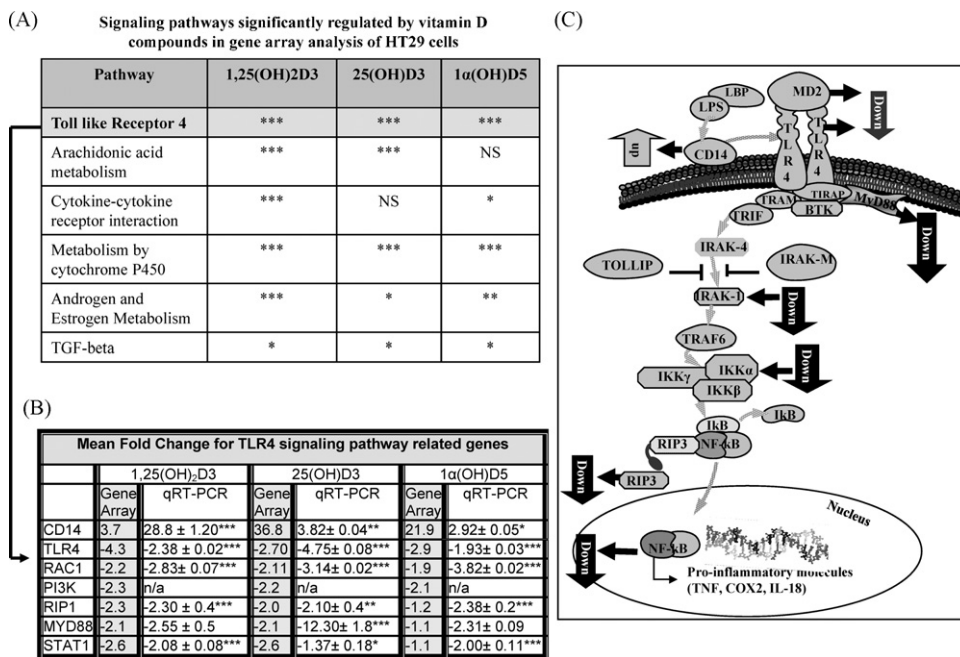 (A)
Signaling pathways significantly regulated by vitamin D
compounds in gene array analysis of HT29 cells
Pathway 1,25(OH)2D3 25(OH)D3 1α(OH)D5
Toll like Receptor 4 *** *** ***
Arachidonic acid
metabolism *** *** NS
Cytokine-cytokine
receptor interaction *** NS *
Metabolism by
cytochrome P450 *** *** ***
Androgen and
Estrogen Metabolism *** * **
TGF-beta * * *
(B)
Mean Fold Change for TLR4 signaling pathway related genes
1,25(OH)₂D3 25(OH)D3 1α(OH)D5
Gene Array qRT-PCR Gene Array qRT-PCR Gene Array qRT-PCR
CD14 3.7 28.8 ± 1.20*** 36.8 3.82± 0.04** 21.9 2.92± 0.05*
TLR4 -4.3 -2.38 ± 0.02*** -2.70 -4.75± 0.08*** -2.9 -1.93± 0.03***
RAC1 -2.2 -2.83± 0.07*** -2.11 -3.14± 0.02*** -1.9 -3.82± 0.02***
PI3K -2.3 n/a -2.2 n/a -2.1 n/a
RIP1 -2.3 -2.30 ± 0.4*** -2.0 -2.10± 0.4** -1.2 -2.38± 0.2***
MYD88 -2.1 -2.55 ± 0.5 -2.1 -12.30± 1.8*** -1.1 -2.31± 0.09
STAT1 -2.6 -2.08 ± 0.08*** -2.6 -1.37± 0.18* -1.1 -2.00± 0.11***
(C)
LBP
LPS
MD2
Down
up
CD14
TLR4
TLR4
TRAM
TIRAP
MyD88
TRIF
BTK
Down
IRAK-4
TOLLIP
IRAK-M
IRAK-1
Down
TRAF6
IKKγ
IKKα
IKKβ
Down
IkB
IkB
RIP3
NF-kB
RIP3
Down
Nucleus
NF-kB
Down
Pro-inflammatory molecules
(TNF, COX2, IL-18)